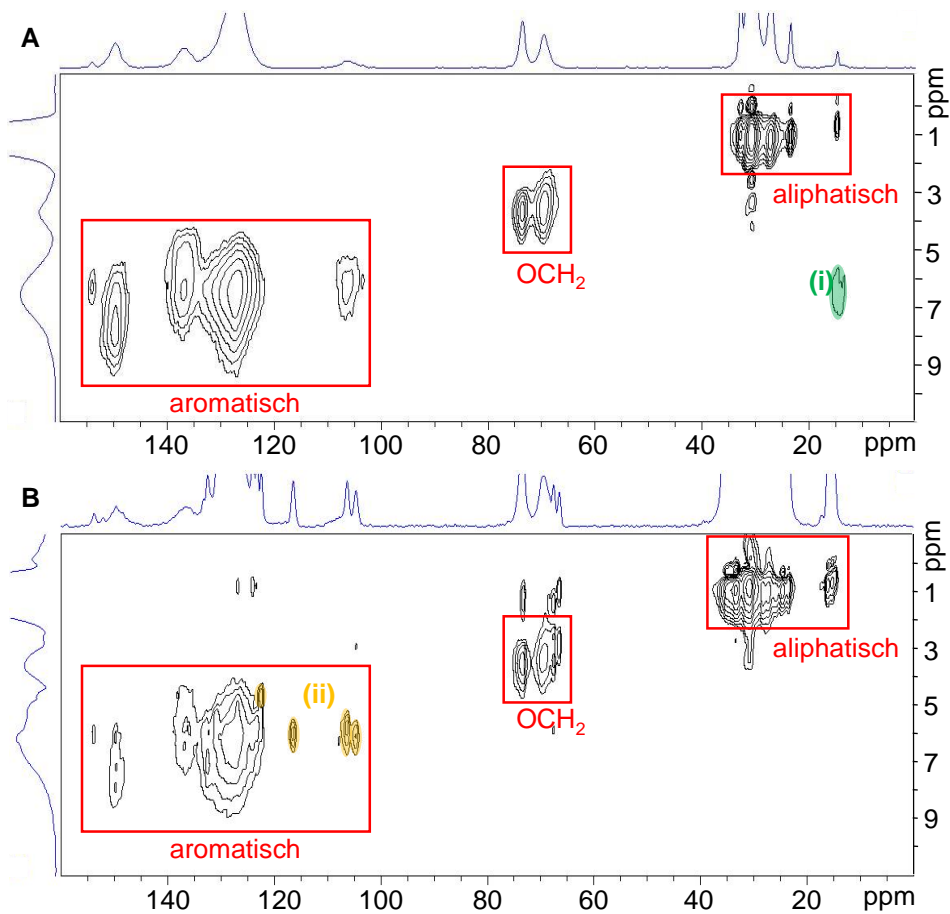 A
ppm
1
3
5
7
9
aliphatisch
OCH₂
(i)
aromatisch
140 120 100 80 60 40 20 ppm
B
ppm
1
3
5
7
9
aliphatisch
(ii)
OCH₂
aromatisch
140 120 100 80 60 40 20 ppm